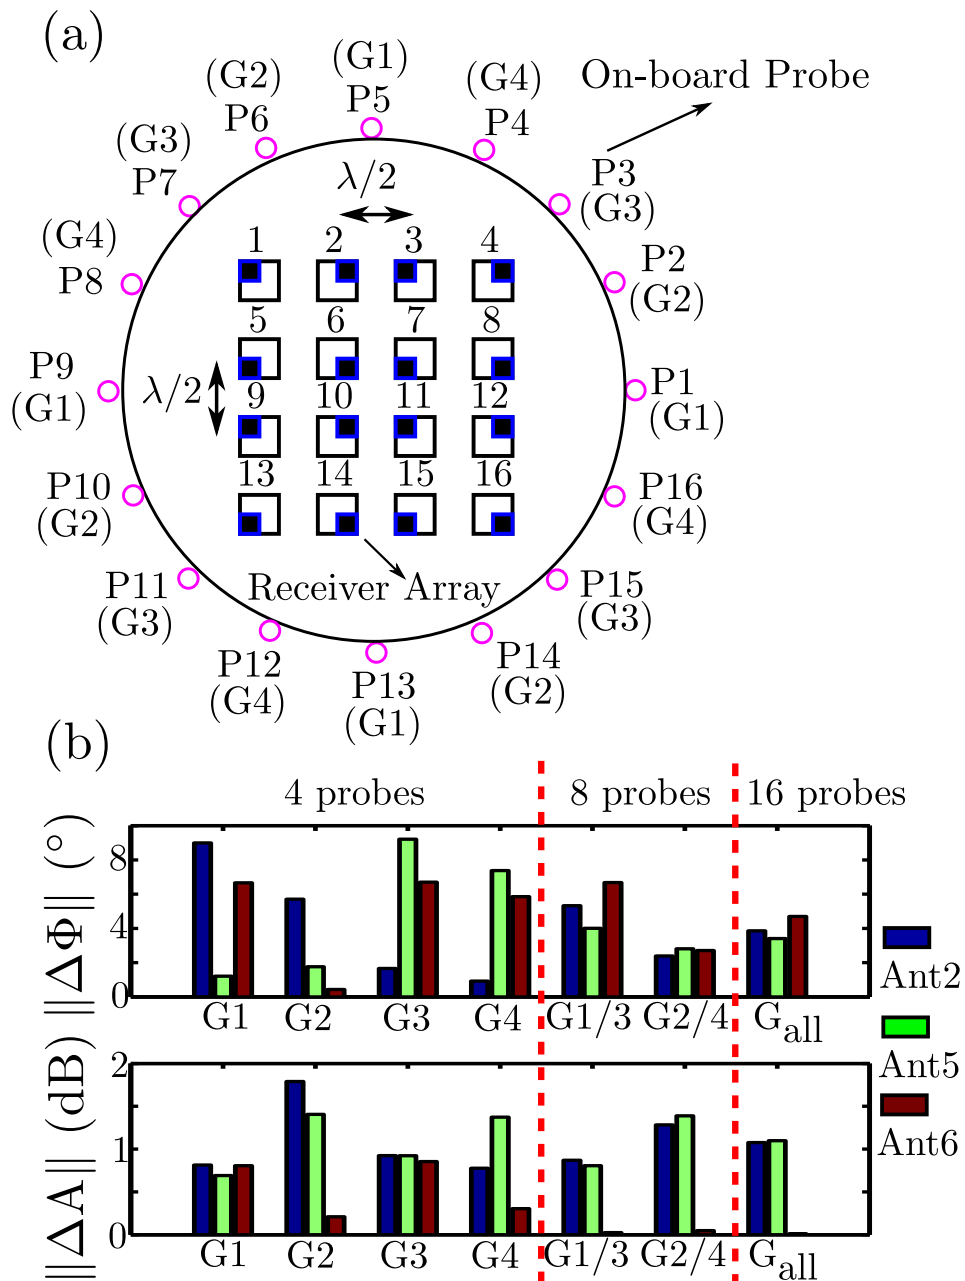 (a)
(G1)
P5
(G2)
P6
(G4)
P4
On-board Probe
(G3)
P7
λ/2
P3
(G3)
(G4)
P8
1 2 3 4
P2
(G2)
5 6 7 8
P9
(G1)
λ/2
9 10 11 12
P1
(G1)
13 14 15 16
P10
(G2)
P16
(G4)
P11
(G3)
Receiver Array
P15
(G3)
P12
(G4)
P13
(G1)
P14
(G2)
(b)
4 probes 8 probes 16 probes
||ΔΦ|| (°)
8
4
0
G1 G2 G3 G4 G1/3 G2/4 Gall
Ant2
Ant5
Ant6
||ΔA|| (dB)
2
1
0
G1 G2 G3 G4 G1/3 G2/4 Gall